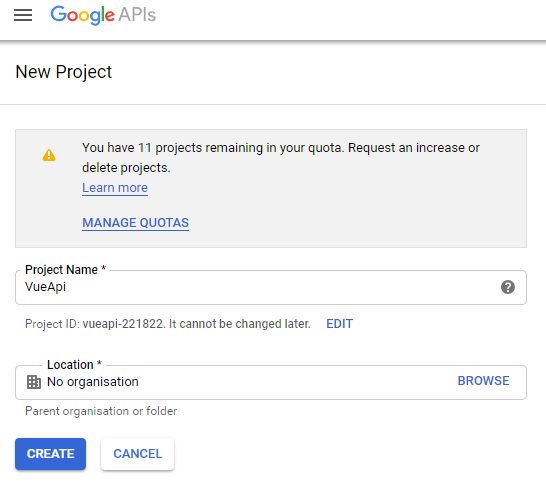 Google APIs
New Project
You have 11 projects remaining in your quota. Request an increase or
delete projects.
Learn more
MANAGE QUOTAS
Project Name *
VueApi
Project ID: vueapi-221822. It cannot be changed later. EDIT
Location *
No organisation BROWSE
Parent organisation or folder
CREATE CANCEL